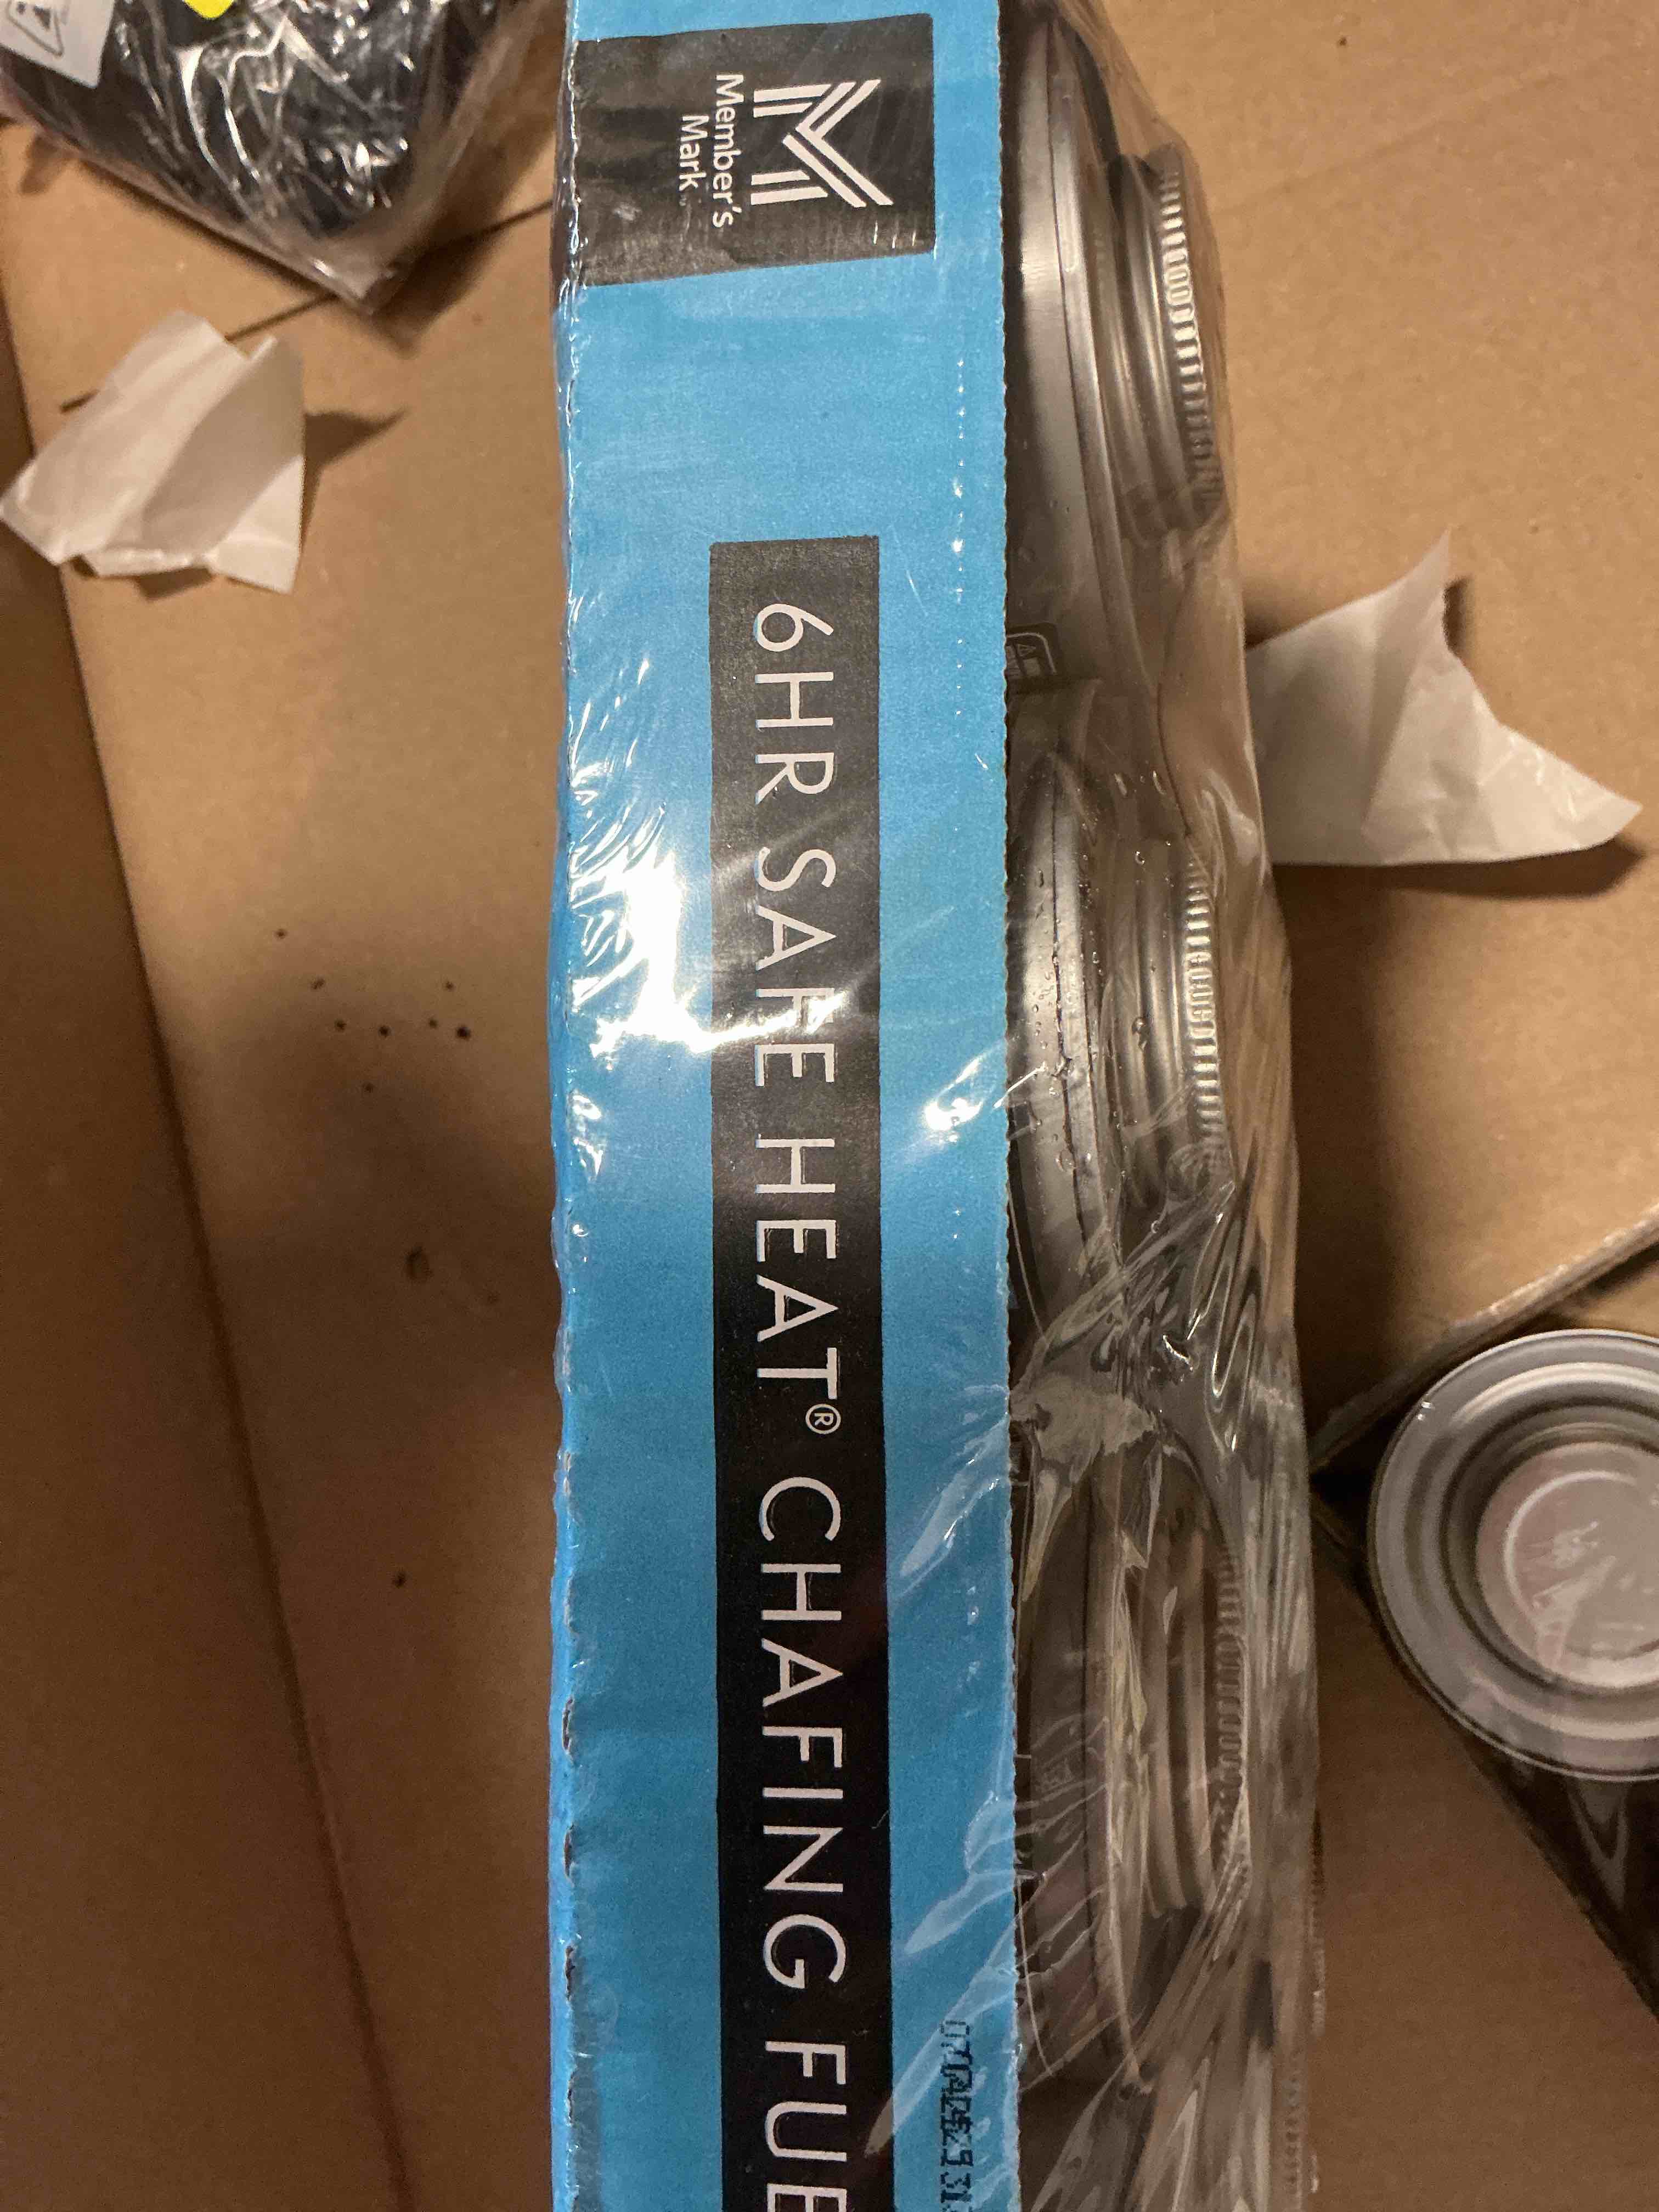 Member's
Mark
6HR SAFE HEAT® CHAFING FUE